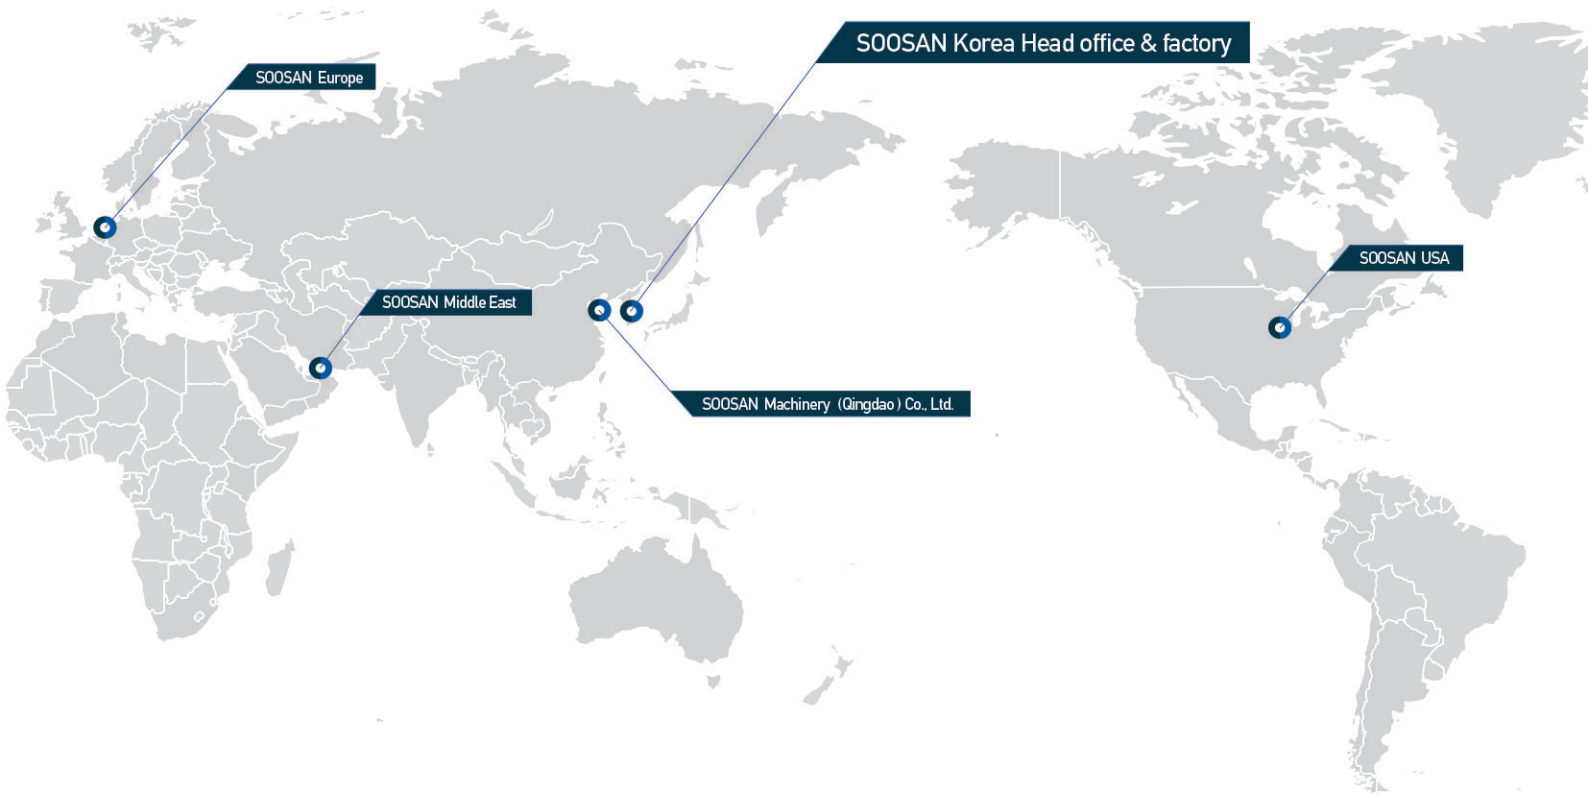 SOOSAN Korea Head office & factory
SOOSAN Europe
SOOSAN USA
SOOSAN Middle East
SOOSAN Machinery (Qingdao) Co., Ltd.